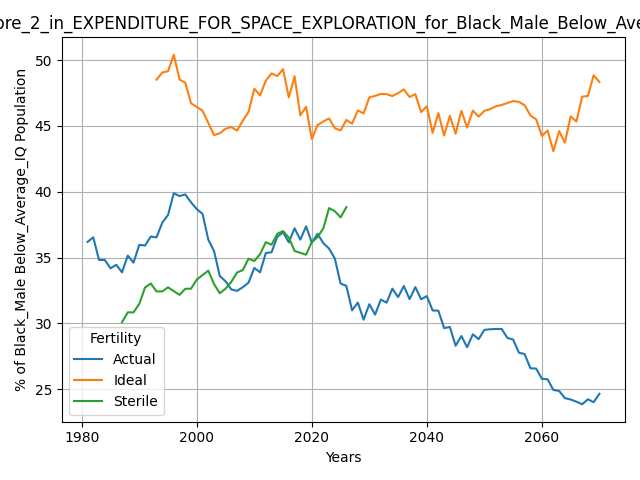 ore_2_in_EXPENDITURE_FOR_SPACE_EXPLORATION_for_Black_Male_Below_Ave
50
45
40
35
30
25
% of Black_Male Below_Average_IQ Population
Fertility
Actual
Ideal
Sterile
1980 2000 2020 2040 2060
Years